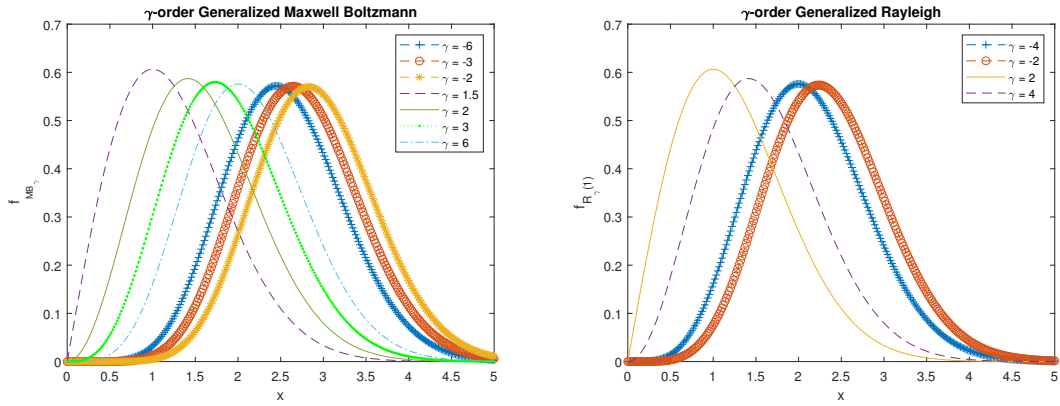 γ-order Generalized Maxwell Boltzmann
0.7
0.6
0.5
0.4
0.3
0.2
0.1
0
f_MB_γ
γ = -6
γ = -3
γ = -2
γ = 1.5
γ = 2
γ = 3
γ = 6
0 0.5 1 1.5 2 2.5 3 3.5 4 4.5 5
x
γ-order Generalized Rayleigh
0.7
0.6
0.5
0.4
0.3
0.2
0.1
0
f_R_γ(1)
γ = -4
γ = -2
γ = 2
γ = 4
0 0.5 1 1.5 2 2.5 3 3.5 4 4.5 5
x